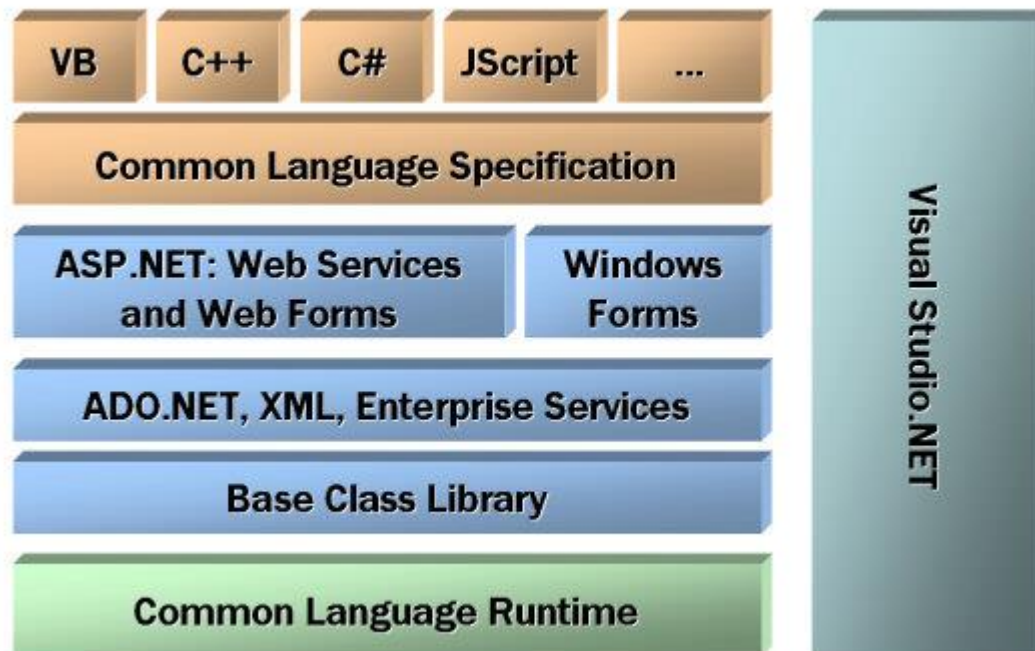 VB
C++
C#
JScript
...
Common Language Specification
ASP.NET: Web Services
and Web Forms
Windows
Forms
ADO.NET, XML, Enterprise Services
Base Class Library
Common Language Runtime
Visual Studio.NET